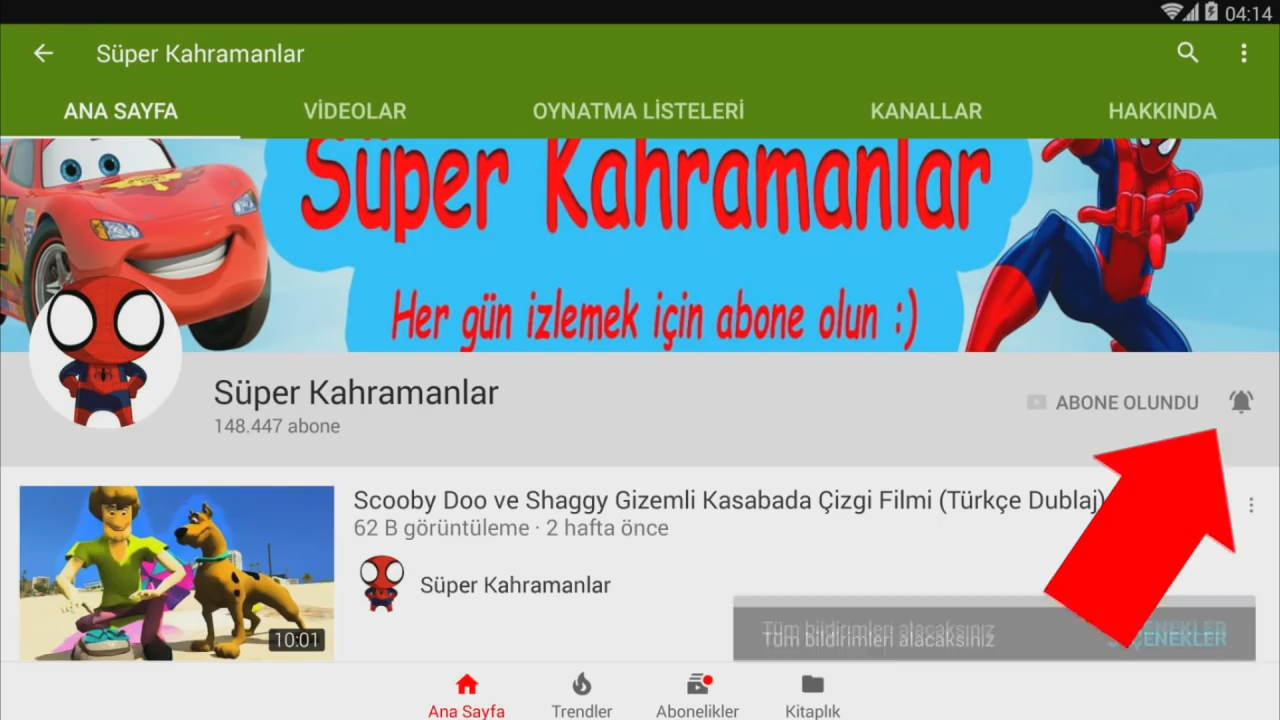 04:14
Süper Kahramanlar
ANA SAYFA VİDEOLAR OYNATMA LİSTELERİ KANALLAR HAKKINDA
Süper Kahramanlar
Her gün izlemek için abone olun :)
Süper Kahramanlar
148.447 abone
ABONE OLUNDU
Scooby Doo ve Shaggy Gizemli Kasabada Çizgi Filmi (Türkçe Dublaj)
62 B görüntüleme · 2 hafta önce
Süper Kahramanlar
10:01
Tüm bildirimleri alacaksınız SEÇENEKLER
Ana Sayfa Trendler Abonelikler Kitaplık